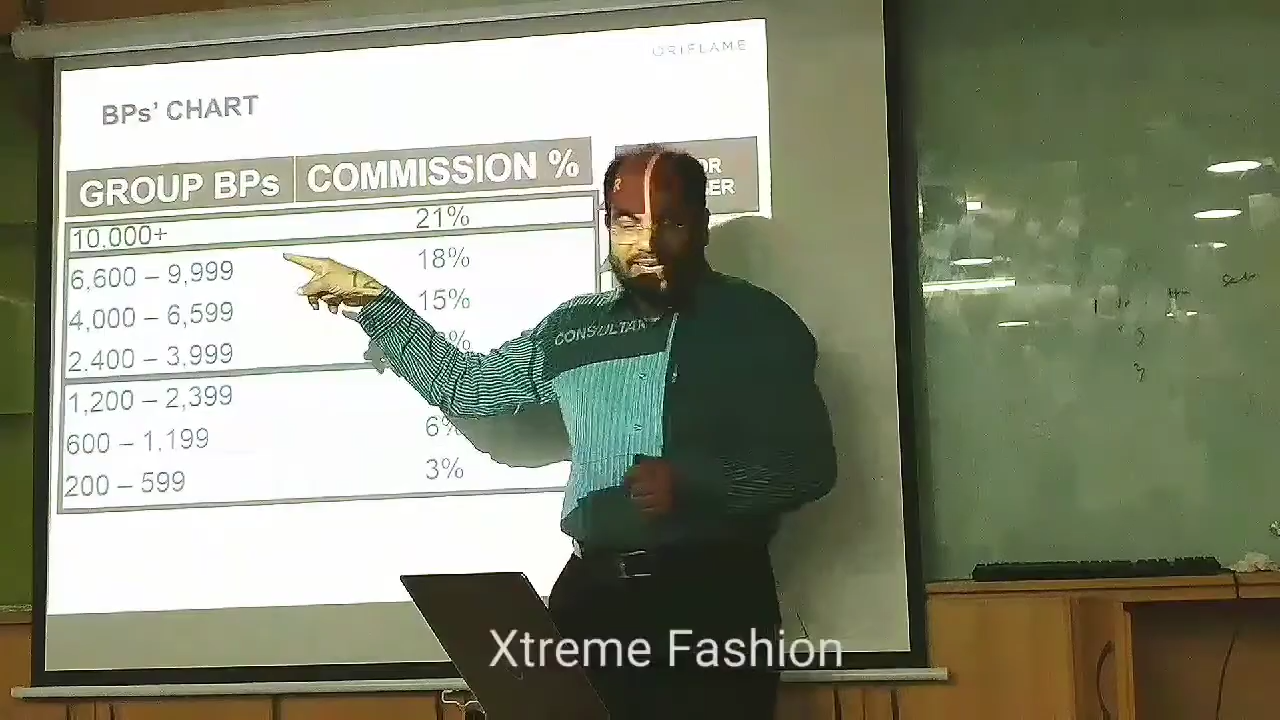 ORIFLAME
BPs' CHART
GROUP BPs COMMISSION %
10.000+ 21%
6,600 – 9,999 18%
4,000 – 6,599 15%
2.400 – 3,999
1,200 – 2,399
600 – 1,199 6%
200 – 599 3%
CONSULTAN
Xtreme Fashion